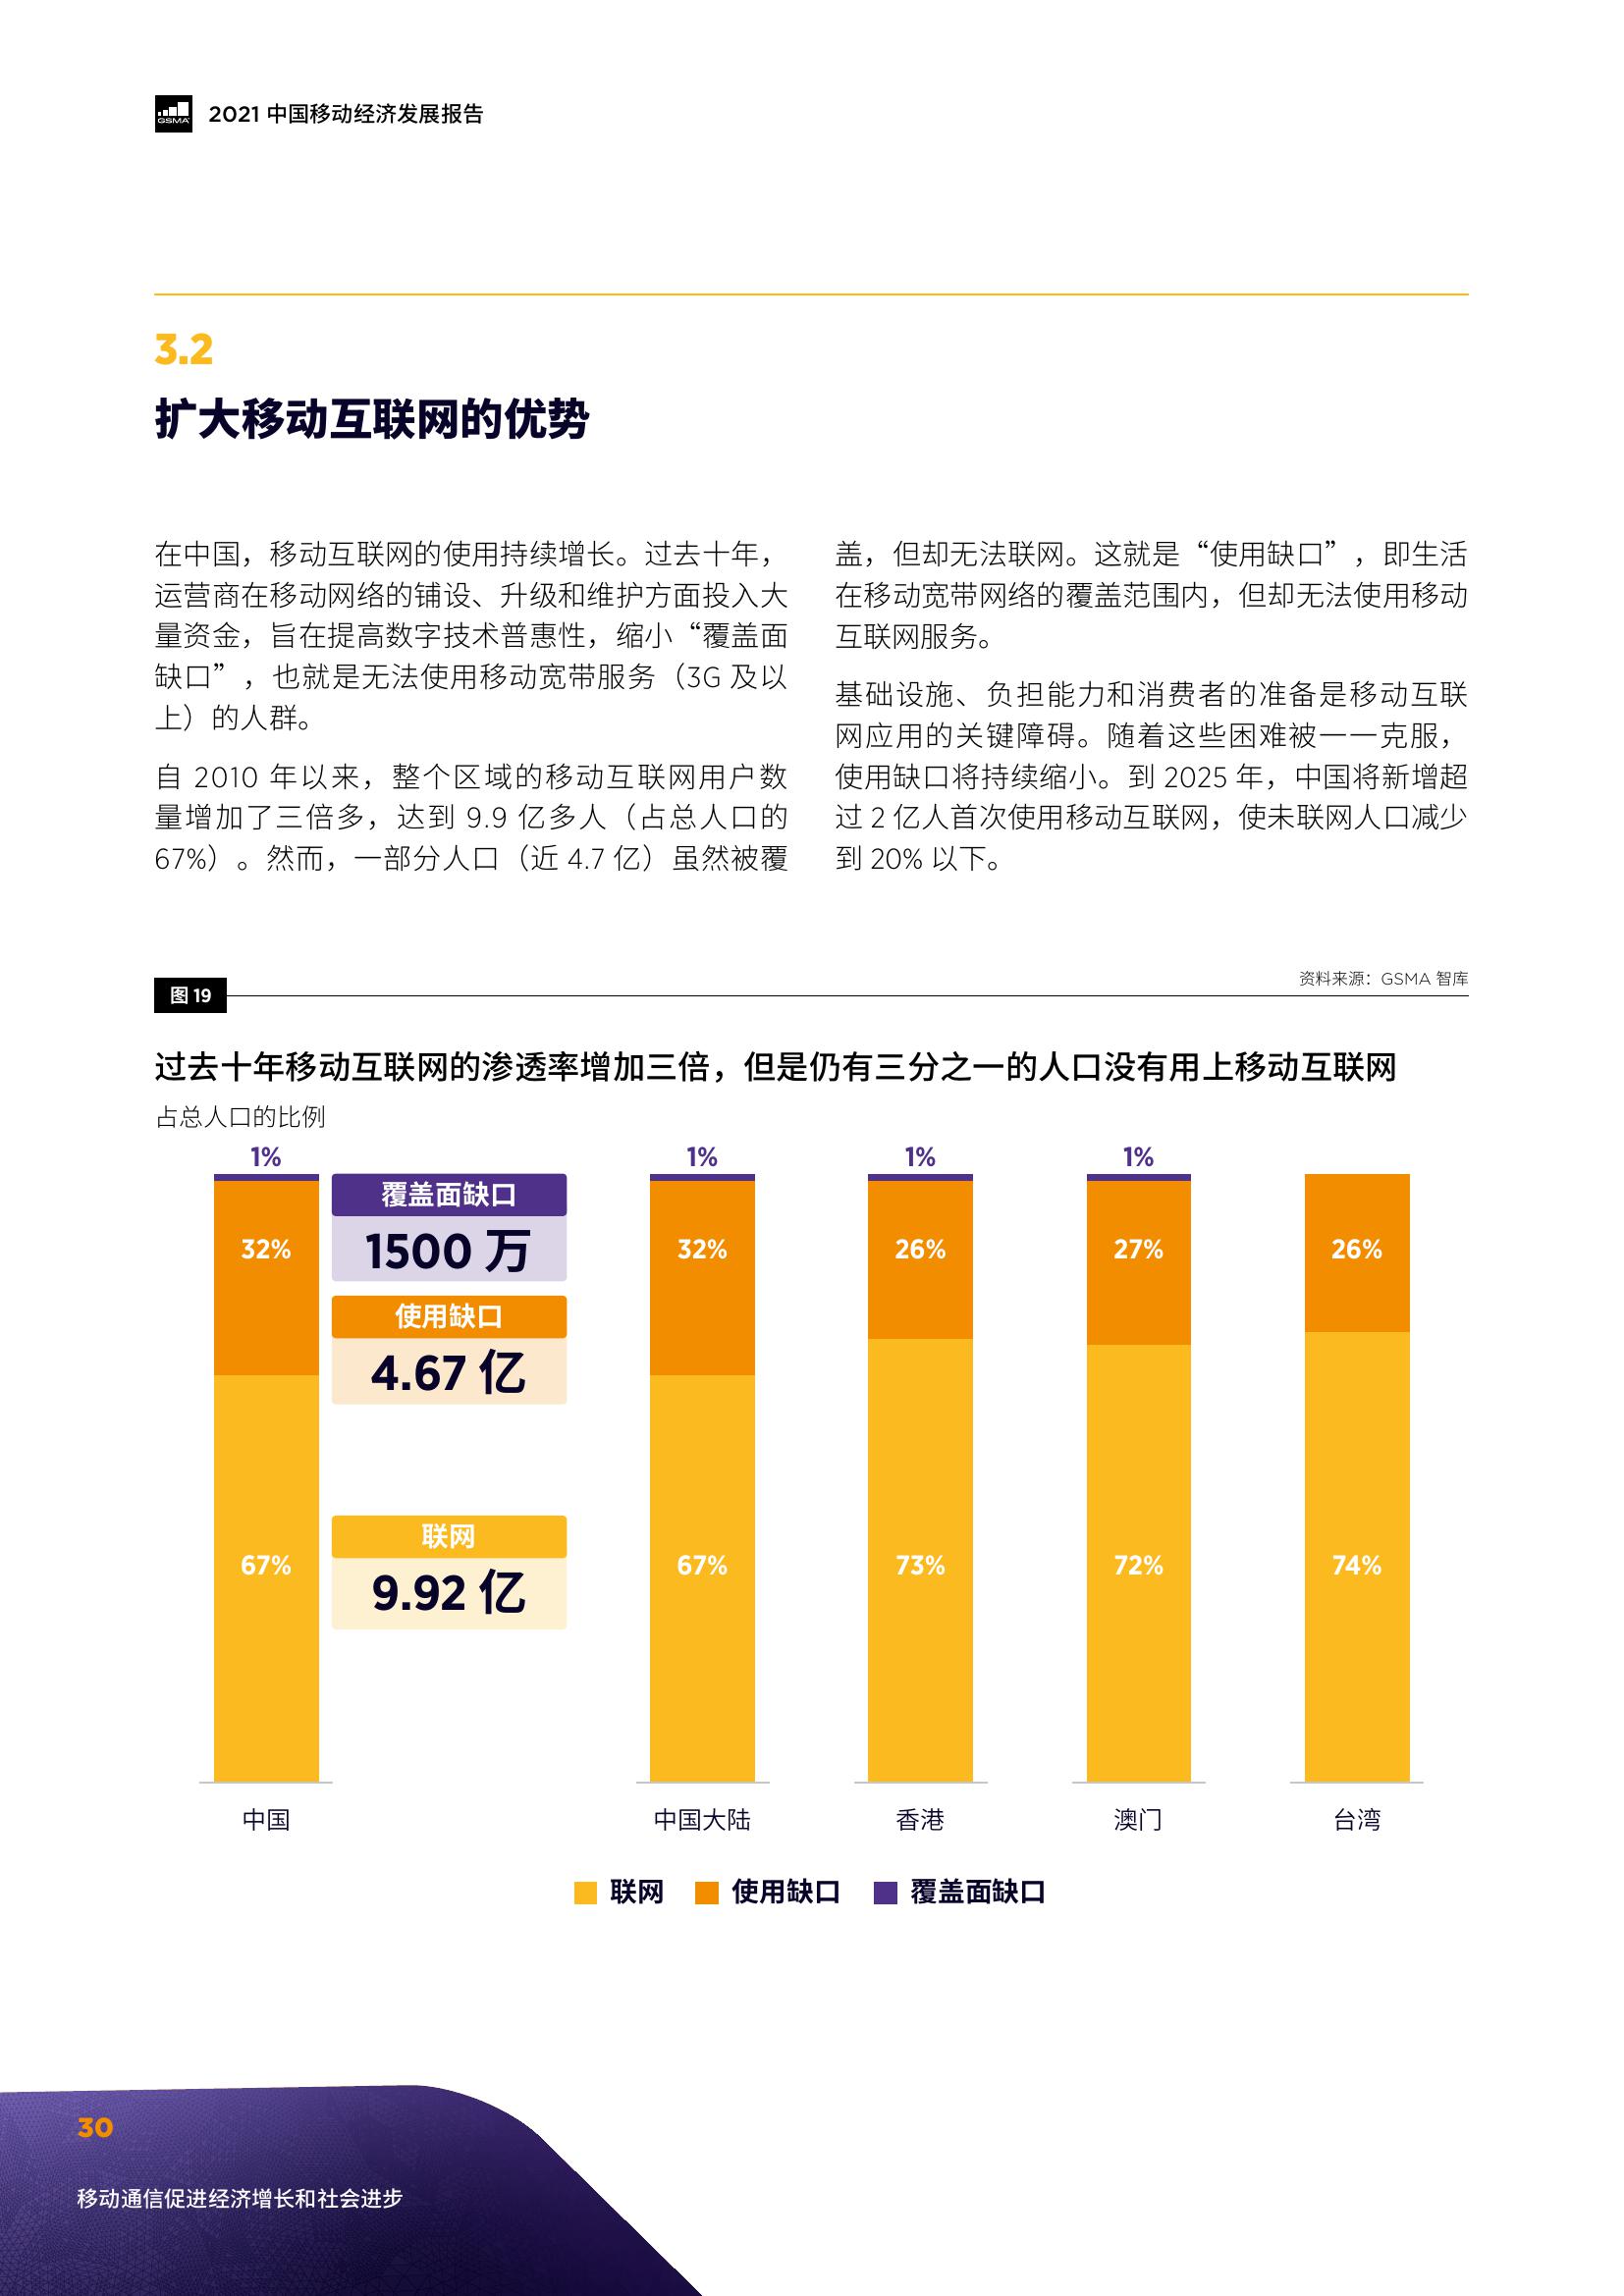 GSMA
2021 中国移动经济发展报告
3.2
扩大移动互联网的优势
在中国，移动互联网的使用持续增长。过去十年，
运营商在移动网络的铺设、升级和维护方面投入大
量资金，旨在提高数字技术普惠性，缩小“覆盖面
缺口”，也就是无法使用移动宽带服务（3G 及以
上）的人群。
自 2010 年以来，整个区域的移动互联网用户数
量增加了三倍多，达到 9.9 亿多人（占总人口的
67%）。然而，一部分人口（近 4.7 亿）虽然被覆
盖，但却无法联网。这就是“使用缺口”，即生活
在移动宽带网络的覆盖范围内，但却无法使用移动
互联网服务。
基础设施、负担能力和消费者的准备是移动互联
网应用的关键障碍。随着这些困难被一一克服，
使用缺口将持续缩小。到 2025 年，中国将新增超
过 2 亿人首次使用移动互联网，使未联网人口减少
到 20% 以下。
资料来源：GSMA 智库
图 19
过去十年移动互联网的渗透率增加三倍，但是仍有三分之一的人口没有用上移动互联网
占总人口的比例
1% 1% 1% 1%
覆盖面缺口
1500 万
32% 32% 26% 27% 26%
使用缺口
4.67 亿
联网
67% 67% 73% 72% 74%
9.92 亿
中国 中国大陆 香港 澳门 台湾
联网 使用缺口 覆盖面缺口
30
移动通信促进经济增长和社会进步